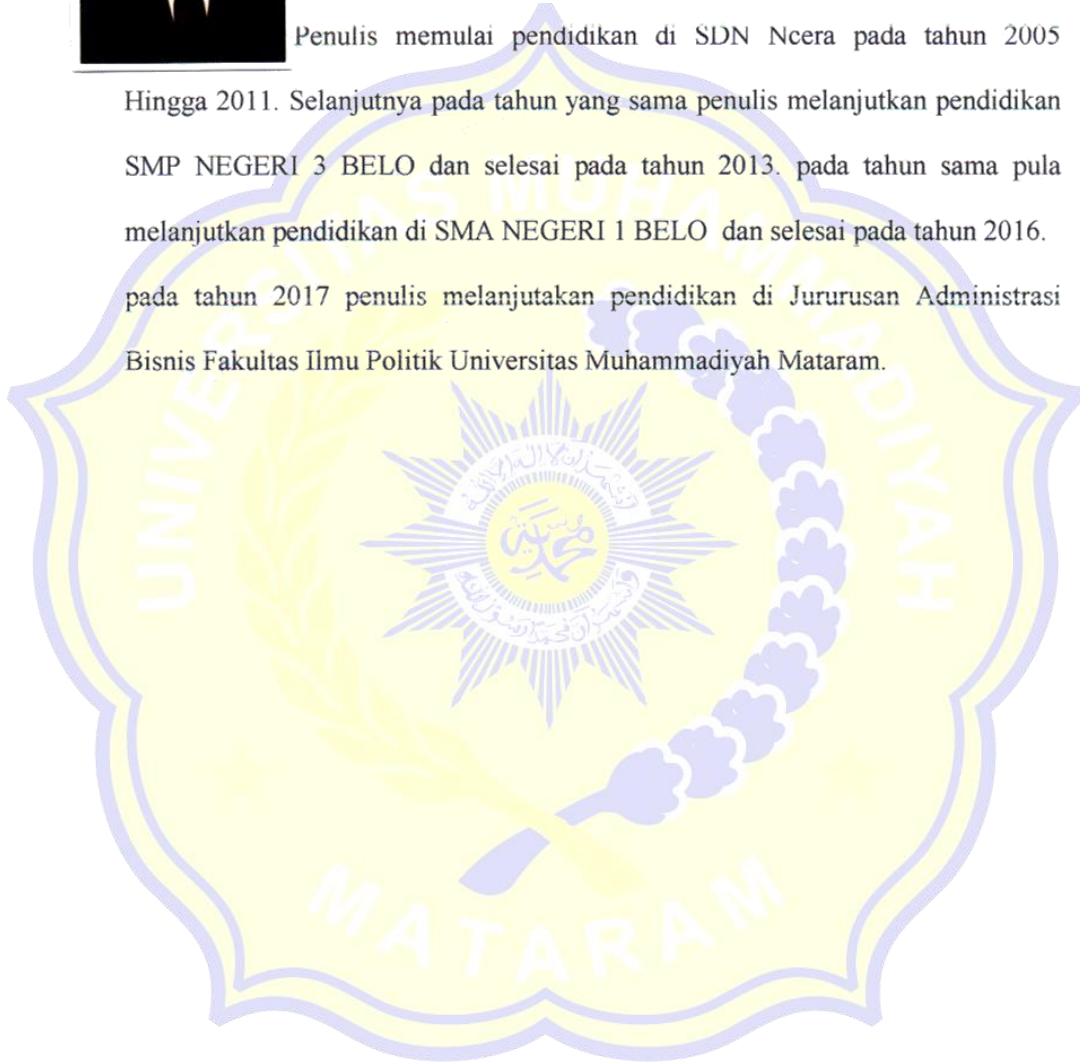 Penulis memulai pendidikan di SDN Ncera pada tahun 2005
Hingga 2011. Selanjutnya pada tahun yang sama penulis melanjutkan pendidikan
SMP NEGERI 3 BELO dan selesai pada tahun 2013. pada tahun sama pula
melanjutkan pendidikan di SMA NEGERI 1 BELO dan selesai pada tahun 2016.
pada tahun 2017 penulis melanjutakan pendidikan di Jururusan Administrasi
Bisnis Fakultas Ilmu Politik Universitas Muhammadiyah Mataram.
UNIVERSITAS MUHAMMADIYAH
MATARAM